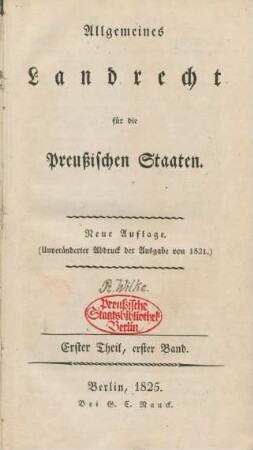 Allgemeines
Landrecht
für die
Preußischen Staaten.
Neue Auflage.
(Unveränderter Abdruck der Ausgabe von 1821.)
R. Wilke.
Preußische
Staatsbibliothek
Berlin
Erster Theil, erster Band.
Berlin, 1825.
Bei G. C. Nauck.